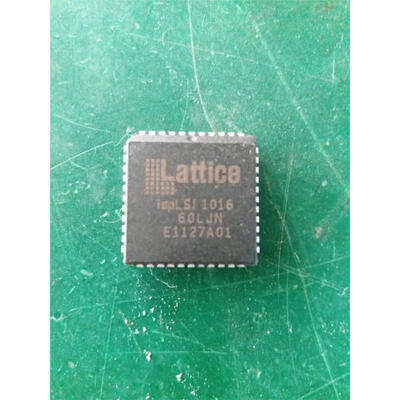 Lattice
ispLSI 1016
60LJN
E1127A01